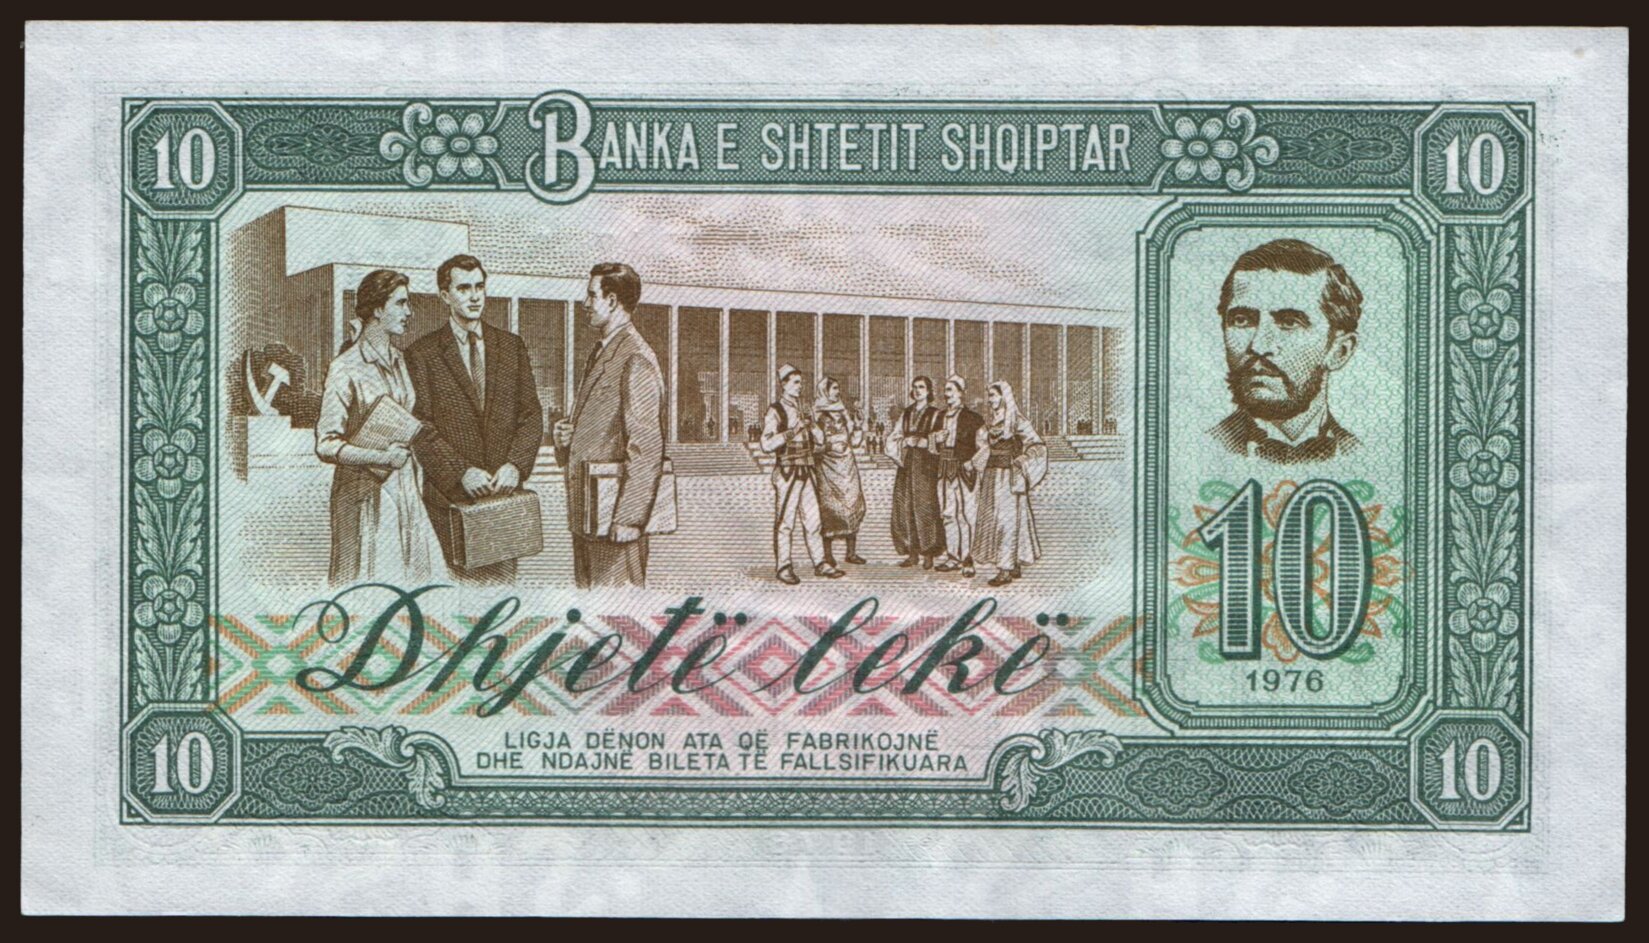 10 BANKA E SHTETIT SHQIPTAR 10
10
1976
Dhjetë lekë
LIGJA DËNON ATA QË FABRIKOJNË
DHE NDAJNË BILETA TË FALLSIFIKUARA
10 10